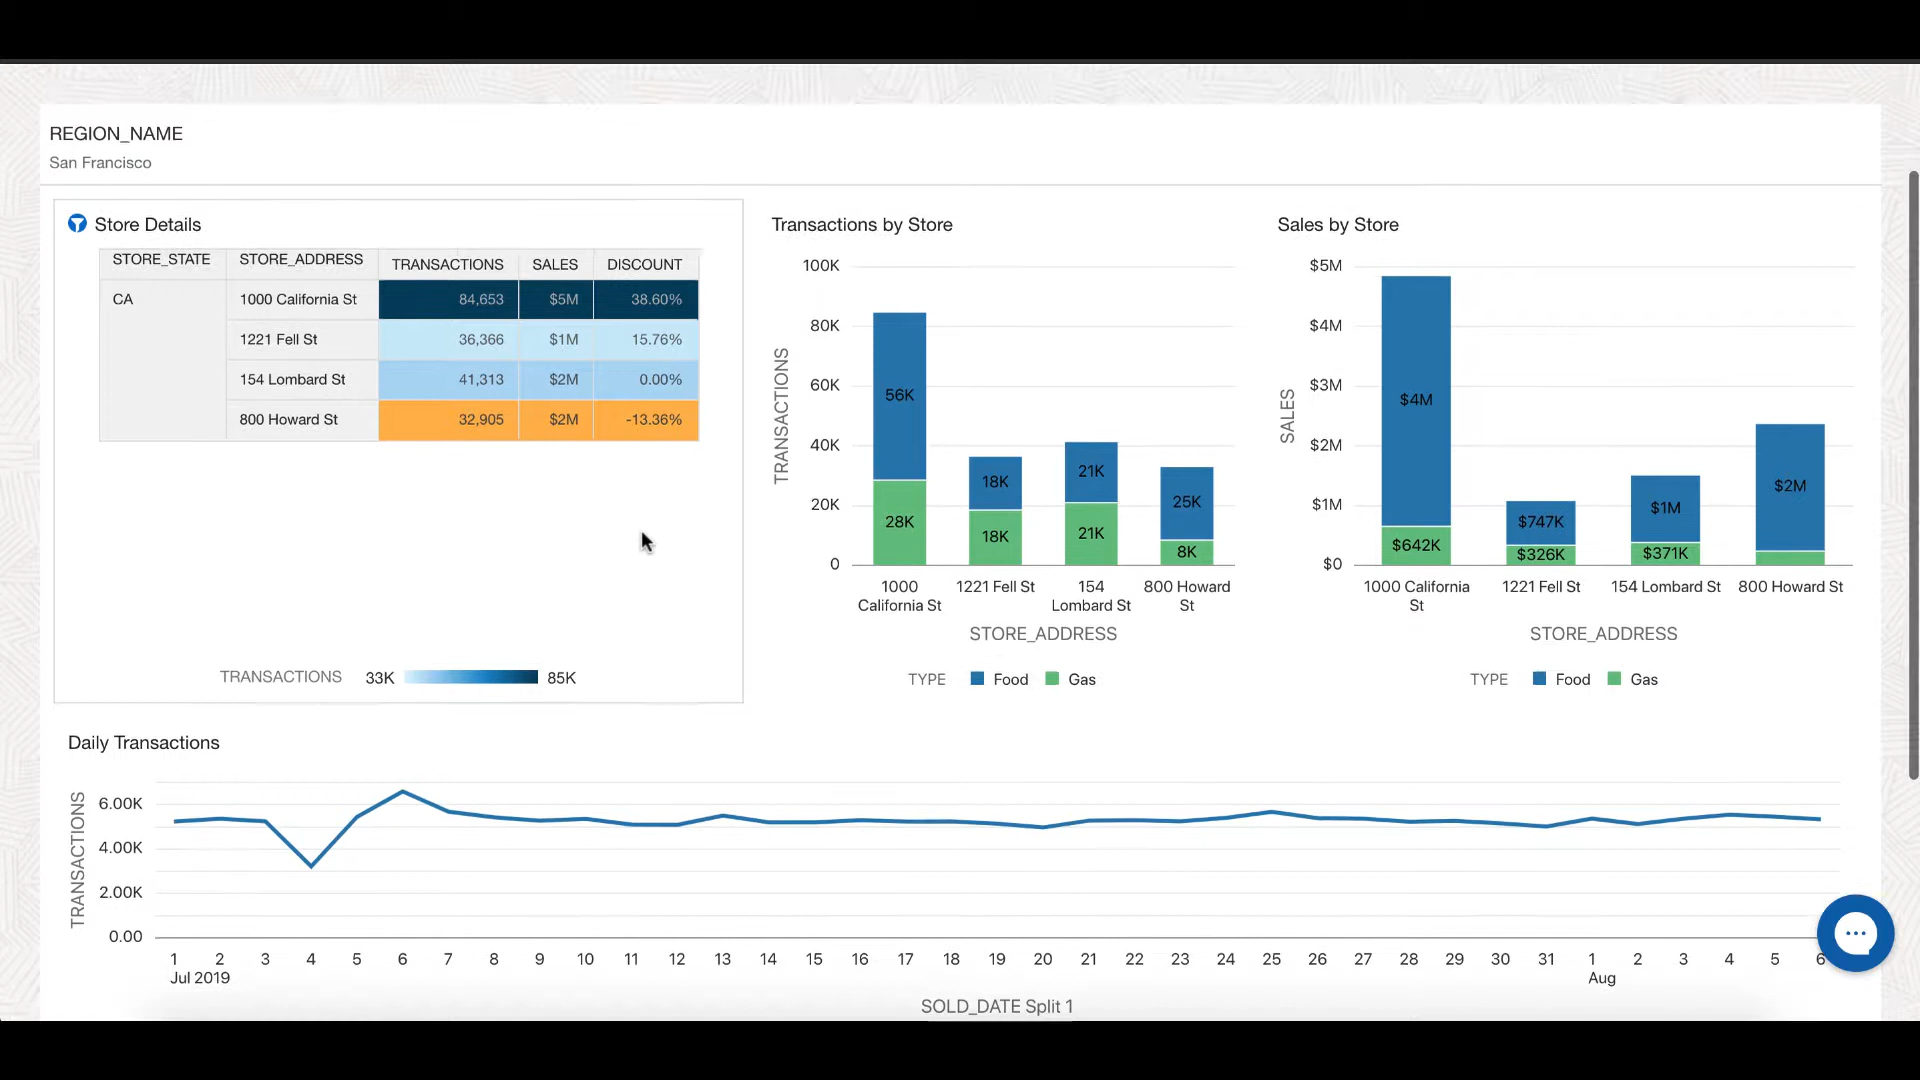 REGION_NAME
San Francisco
Store Details
STORE_STATE STORE_ADDRESS TRANSACTIONS SALES DISCOUNT
CA 1000 California St 84,653 $5M 38.60%
1221 Fell St 36,366 $1M 15.76%
154 Lombard St 41,313 $2M 0.00%
800 Howard St 32,905 $2M -13.36%
TRANSACTIONS 33K 85K
Transactions by Store
TRANSACTIONS
100K
80K
60K
40K
20K
0
56K
28K
18K
18K
21K
21K
25K
8K
1000 California St
1221 Fell St
154 Lombard St
800 Howard St
STORE_ADDRESS
TYPE Food Gas
Sales by Store
SALES
$5M
$4M
$3M
$2M
$1M
$0
$4M
$642K
$747K
$326K
$1M
$371K
$2M
1000 California St
1221 Fell St
154 Lombard St
800 Howard St
STORE_ADDRESS
TYPE Food Gas
Daily Transactions
TRANSACTIONS
6.00K
4.00K
2.00K
0.00
1 2 3 4 5 6 7 8 9 10 11 12 13 14 15 16 17 18 19 20 21 22 23 24 25 26 27 28 29 30 31 1 2 3 4 5 6
Jul 2019 Aug
SOLD_DATE Split 1